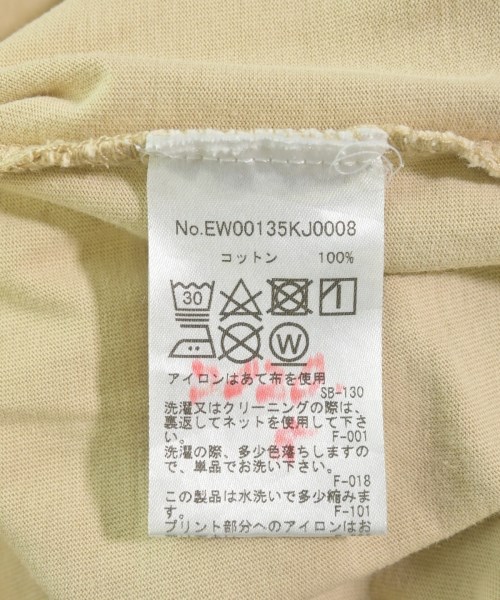 No.EW00135KJ0008
コットン 100%
30
W
アイロンはあて布を使用
SB-130
洗濯又はクリーニングの際は、
裏返してネットを使用して下さ
い。 F-001
洗濯の際、多少色落ちしますの
で、単品でお洗い下さい。
F-018
この製品は水洗いで多少縮みま
す。 F-101
プリント部分へのアイロンはお